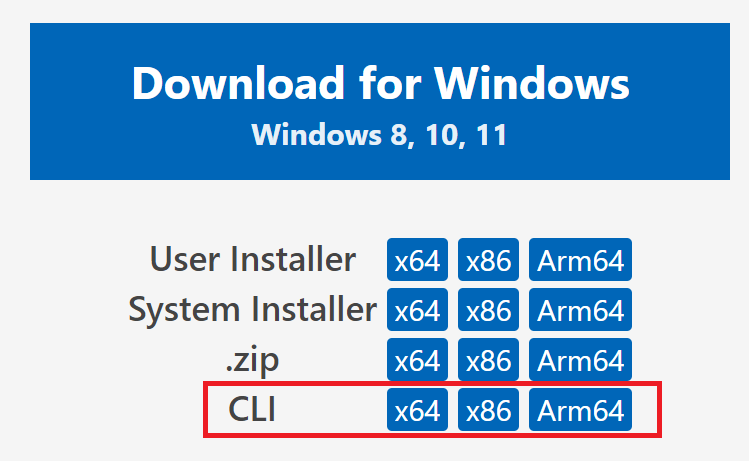 Download for Windows
Windows 8, 10, 11
User Installer x64 x86 Arm64
System Installer x64 x86 Arm64
.zip x64 x86 Arm64
CLI x64 x86 Arm64